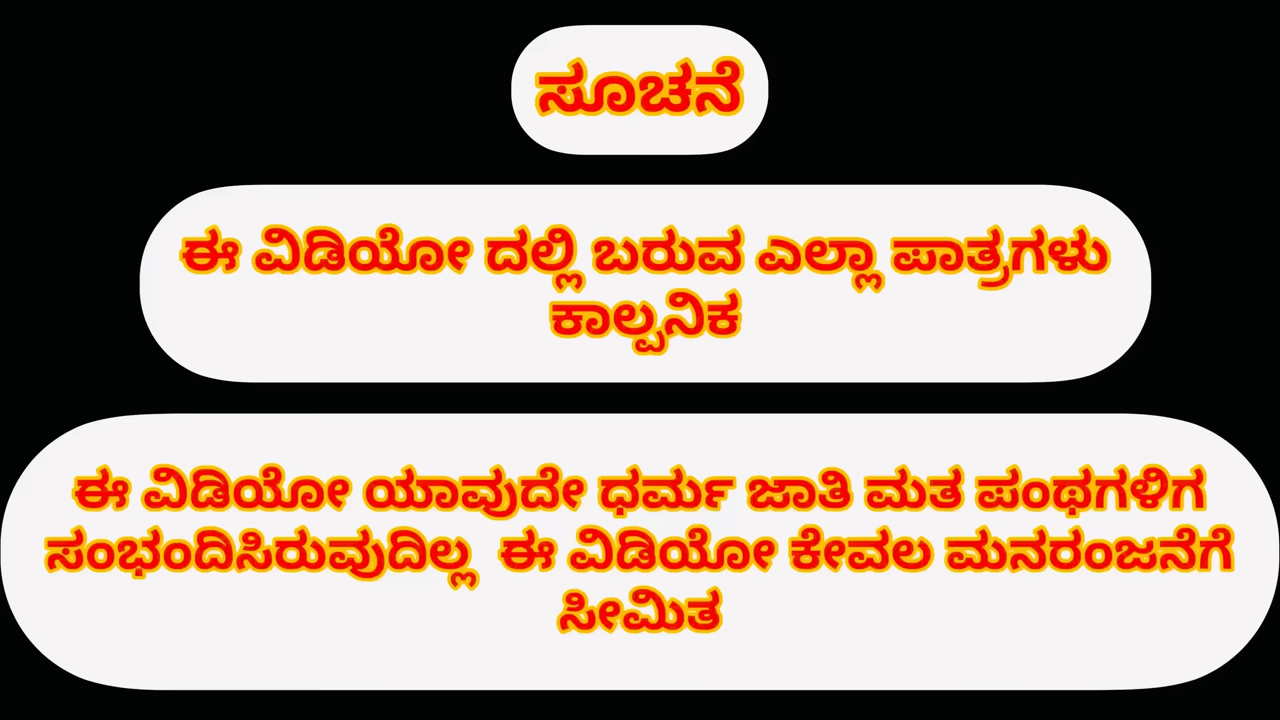 ಸೂಚನೆ
ಈ ವಿಡಿಯೋ ದಲ್ಲಿ ಬರುವ ಎಲ್ಲಾ ಪಾತ್ರಗಳು
ಕಾಲ್ಪನಿಕ
ಈ ವಿಡಿಯೋ ಯಾವುದೇ ಧರ್ಮ ಜಾತಿ ಮತ ಪಂಥಗಳಿಗ
ಸಂಭಂದಿಸಿರುವುದಿಲ್ಲ ಈ ವಿಡಿಯೋ ಕೇವಲ ಮನರಂಜನೆಗೆ
ಸೀಮಿತ